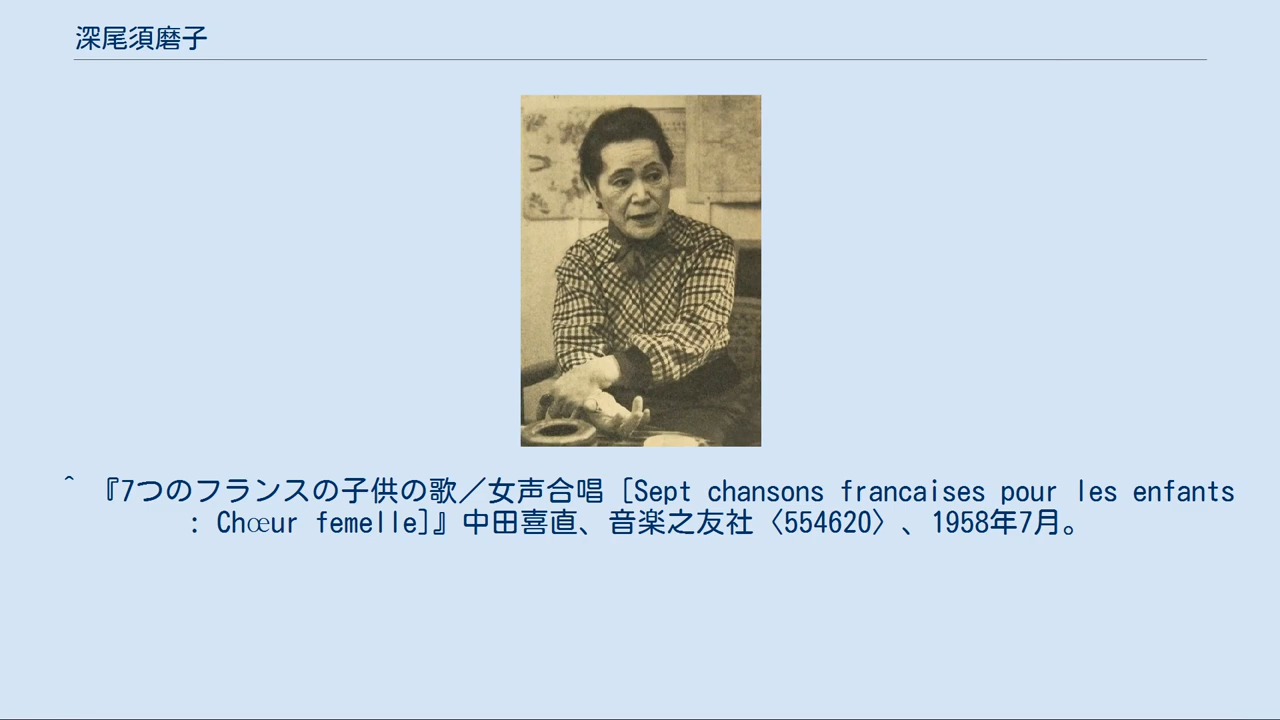 深尾須磨子
^ 『7つのフランスの子供の歌／女声合唱 [Sept chansons francaises pour les enfants
: Chœur femelle]』中田喜直、音楽之友社〈554620〉、1958年7月。